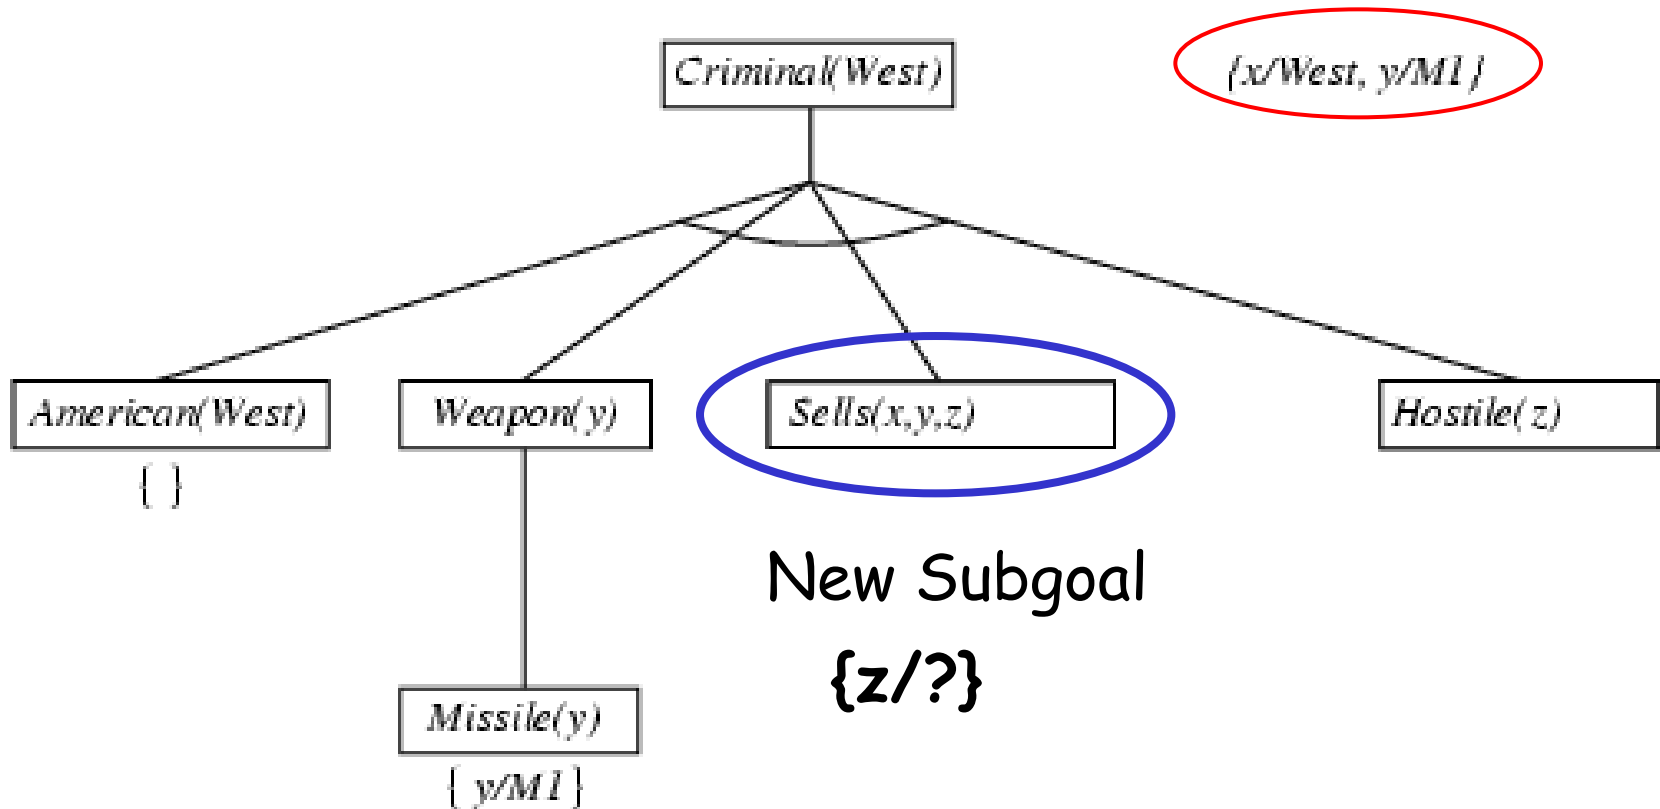 Criminal(West)
{x/West, y/M1}
American(West)
Weapon(y)
Sells(x,y,z)
Hostile(z)
{ }
New Subgoal
{z/?}
Missile(y)
{ y/M1 }